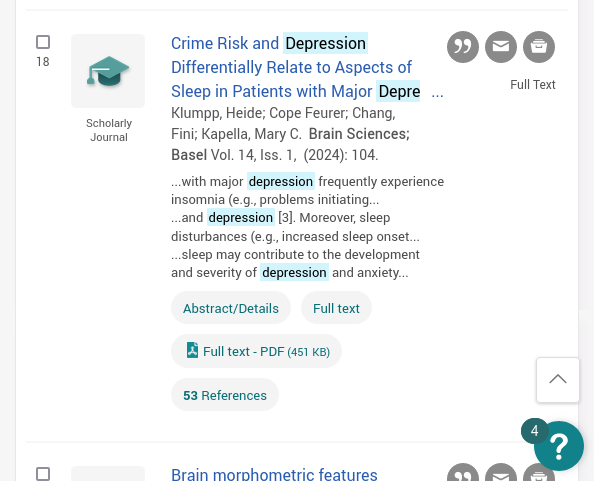 18
Scholarly
Journal
Crime Risk and Depression
Differentially Relate to Aspects of
Sleep in Patients with Major Depre ...
Full Text
Klumpp, Heide; Cope Feurer; Chang,
Fini; Kapella, Mary C. Brain Sciences;
Basel Vol. 14, Iss. 1, (2024): 104.
...with major depression frequently experience
insomnia (e.g., problems initiating...
...and depression [3]. Moreover, sleep
disturbances (e.g., increased sleep onset...
...sleep may contribute to the development
and severity of depression and anxiety...
Abstract/Details Full text
Full text - PDF (451 KB)
53 References
4
?
Brain morphometric features